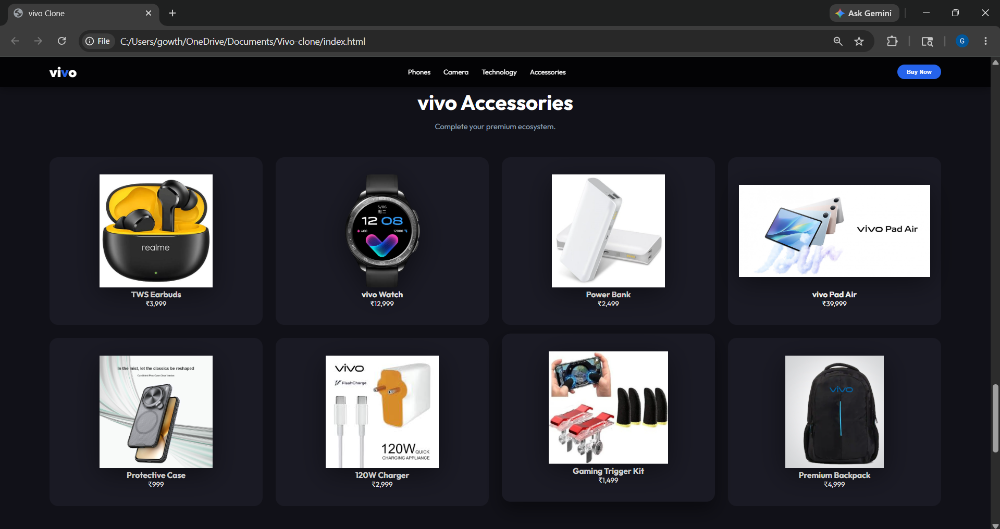 vivo Clone
Ask Gemini
File
C:/Users/gowth/OneDrive/Documents/Vivo-clone/index.html
G
vivo
Phones
Camera
Technology
Accessories
Buy Now
vivo Accessories
Complete your premium ecosystem.
realme
TWS Earbuds
₹3,999
5/06
周二
12 08
400
12000
vivo Watch
₹12,999
Power Bank
₹2,499
vivo Pad Air
vivo Pad Air
₹39,999
In the mist, let the classics be reshaped
Protective Case
₹999
vivo
FlashCharge
120W QUICK
CHARGING APPLIANCE
120W Charger
₹2,999
Gaming Trigger Kit
₹1,499
vivo
Premium Backpack
₹4,999